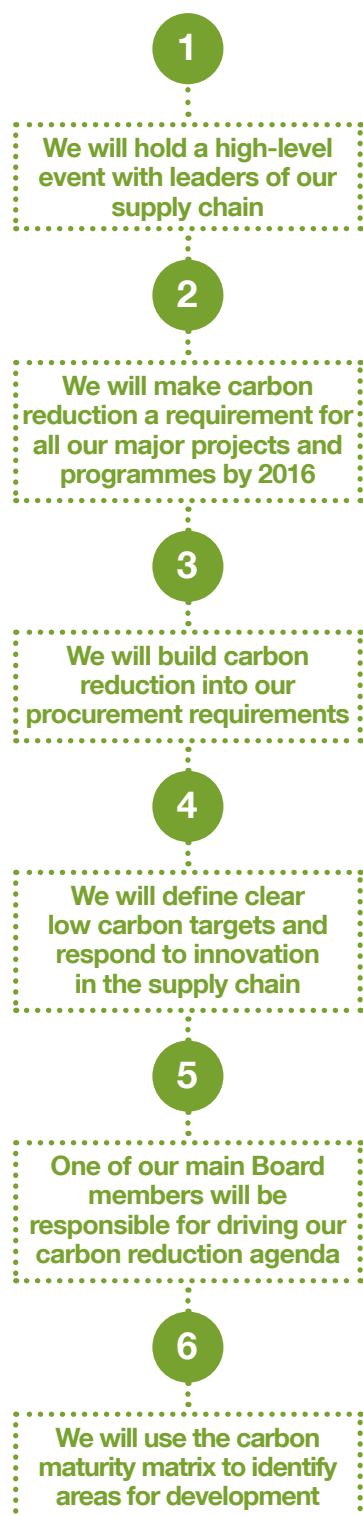 1
We will hold a high-level
event with leaders of our
supply chain
2
We will make carbon
reduction a requirement for
all our major projects and
programmes by 2016
3
We will build carbon
reduction into our
procurement requirements
4
We will define clear
low carbon targets and
respond to innovation
in the supply chain
5
One of our main Board
members will be
responsible for driving our
carbon reduction agenda
6
We will use the carbon
maturity matrix to identify
areas for development